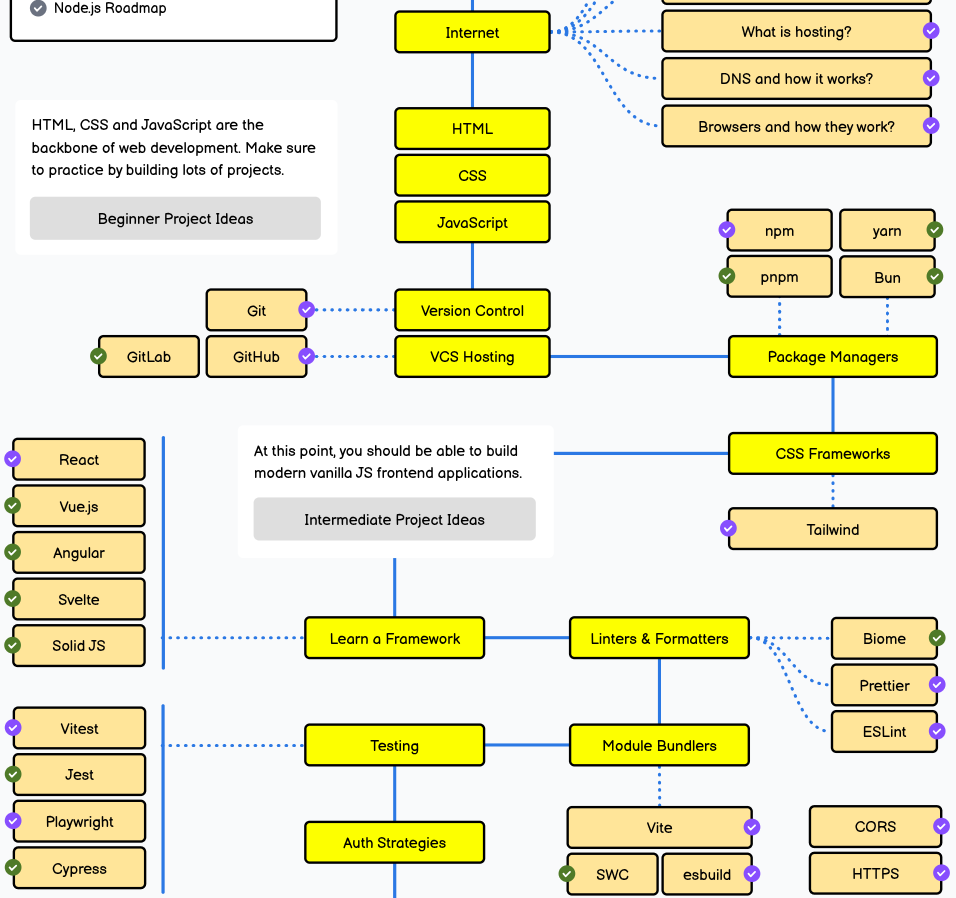 Node.js Roadmap
Internet
What is hosting?
DNS and how it works?
Browsers and how they work?
HTML, CSS and JavaScript are the
backbone of web development. Make sure
to practice by building lots of projects.
Beginner Project Ideas
HTML
CSS
JavaScript
npm
yarn
pnpm
Bun
Git
Version Control
GitLab
GitHub
VCS Hosting
Package Managers
React
Vue.js
Angular
Svelte
Solid JS
At this point, you should be able to build
modern vanilla JS frontend applications.
Intermediate Project Ideas
CSS Frameworks
Tailwind
Learn a Framework
Linters & Formatters
Biome
Prettier
ESLint
Vitest
Jest
Playwright
Cypress
Testing
Module Bundlers
Auth Strategies
Vite
SWC
esbuild
CORS
HTTPS